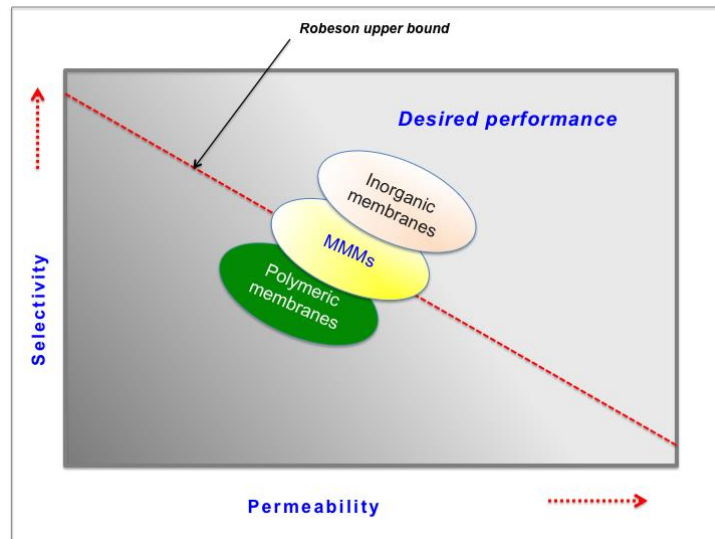 Robeson upper bound
Desired performance
Inorganic
membranes
MMMs
Polymeric
membranes
Selectivity
Permeability